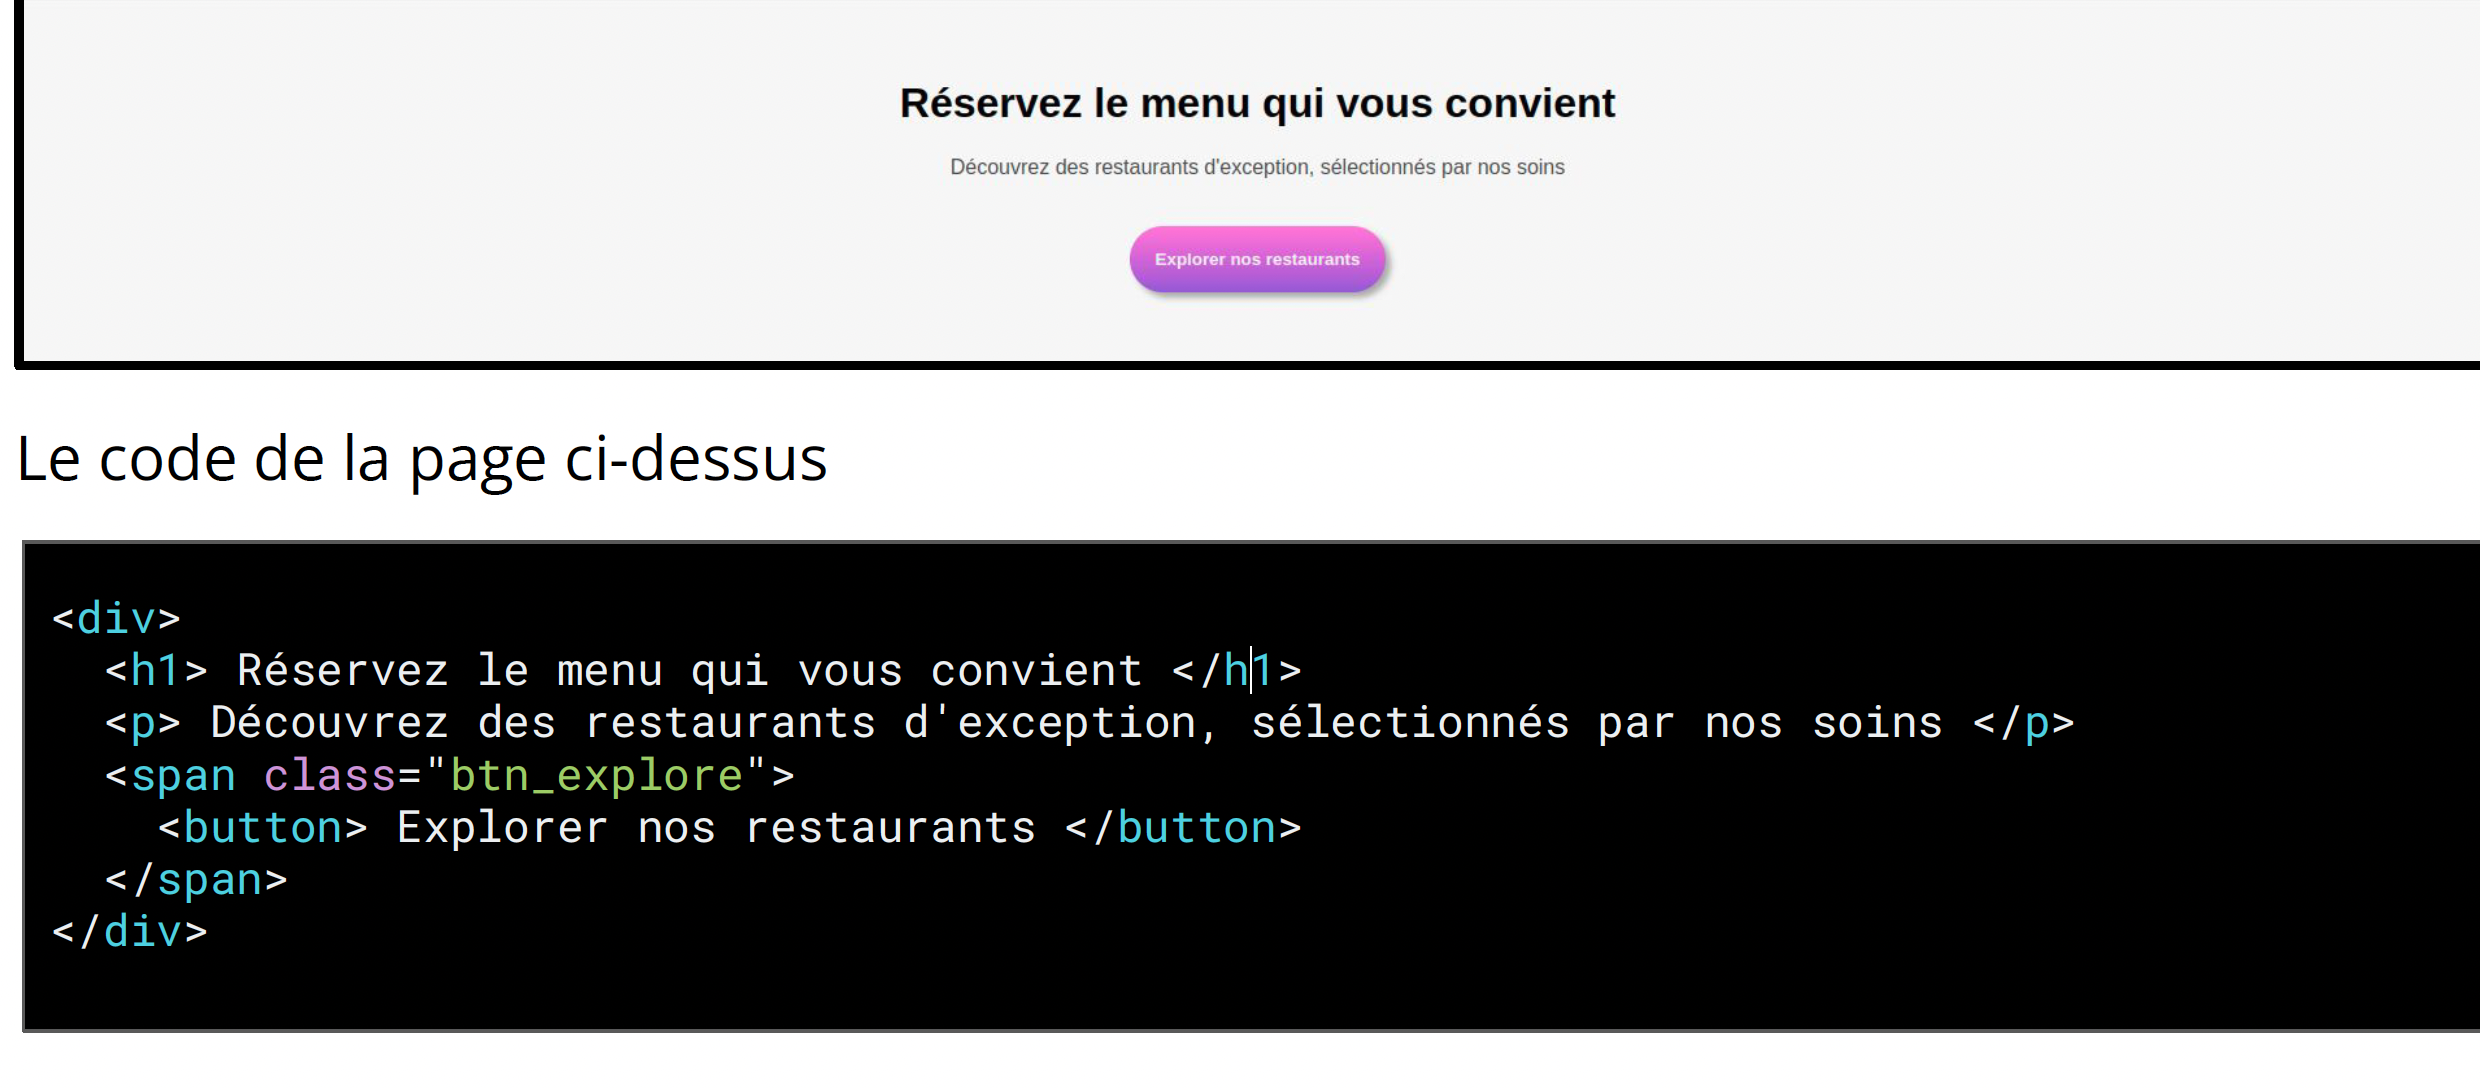 Réservez le menu qui vous convient
Découvrez des restaurants d'exception, sélectionnés par nos soins
Explorer nos restaurants
Le code de la page ci-dessus
<div>
  <h1> Réservez le menu qui vous convient </h1>
  <p> Découvrez des restaurants d'exception, sélectionnés par nos soins </p>
  <span class="btn_explore">
    <button> Explorer nos restaurants </button>
  </span>
</div>